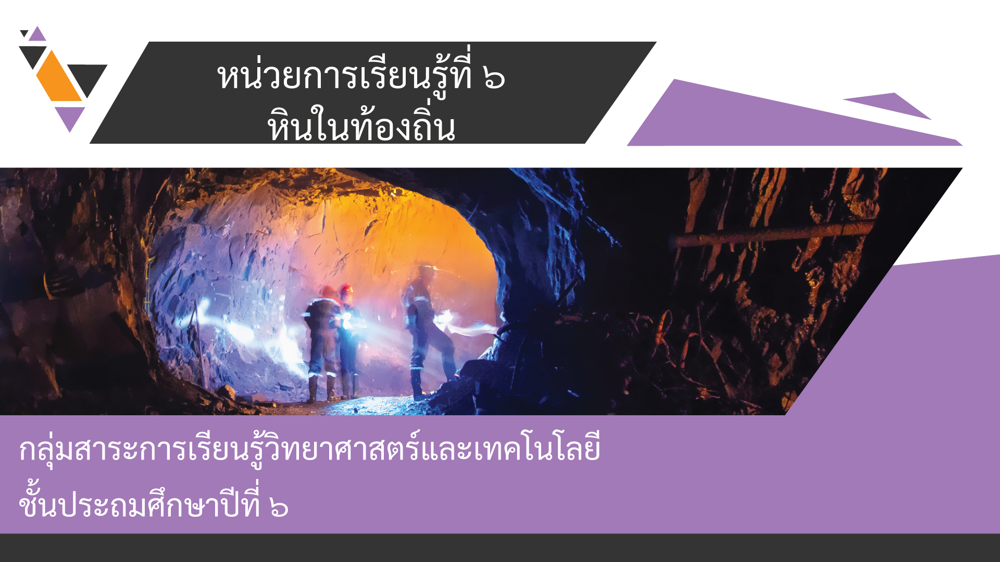 หน่วยการเรียนรู้ที่ ๖
หินในท้องถิ่น
กลุ่มสาระการเรียนรู้วิทยาศาสตร์และเทคโนโลยี
ชั้นประถมศึกษาปีที่ ๖